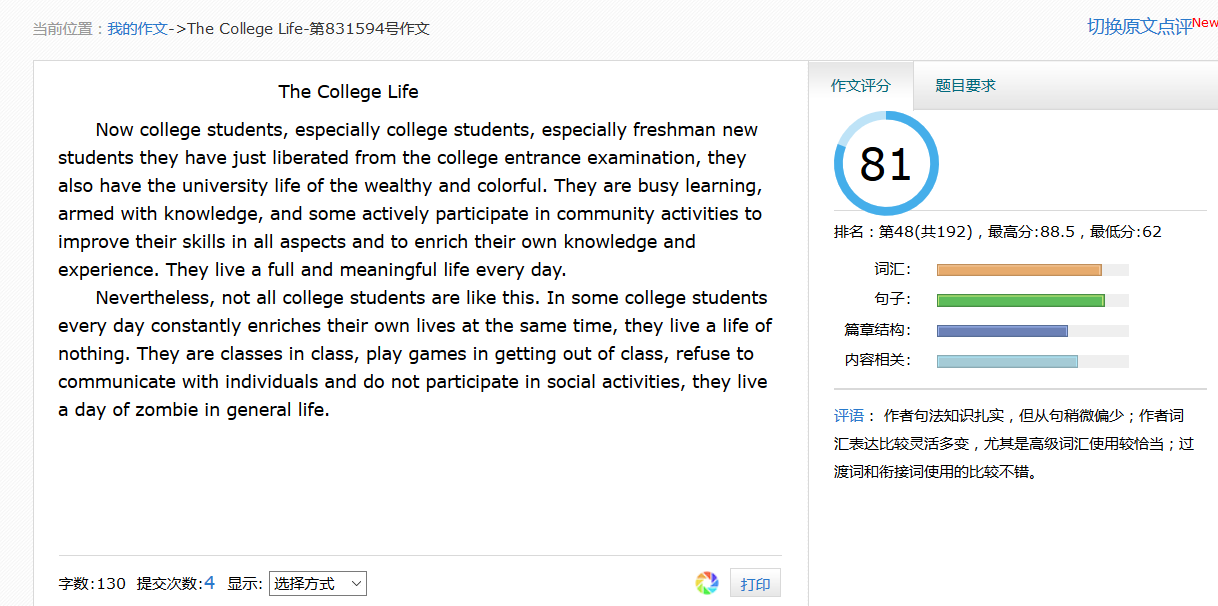 当前位置：我的作文->The College Life-第831594号作文
切换原文点评New
The College Life
Now college students, especially college students, especially freshman new
students they have just liberated from the college entrance examination, they
also have the university life of the wealthy and colorful. They are busy learning,
armed with knowledge, and some actively participate in community activities to
improve their skills in all aspects and to enrich their own knowledge and
experience. They live a full and meaningful life every day.
Nevertheless, not all college students are like this. In some college students
every day constantly enriches their own lives at the same time, they live a life of
nothing. They are classes in class, play games in getting out of class, refuse to
communicate with individuals and do not participate in social activities, they live
a day of zombie in general life.
字数:130 提交次数:4 显示: 选择方式
打印
作文评分 题目要求
81
排名：第48(共192)，最高分:88.5，最低分:62
词汇：
句子：
篇章结构：
内容相关：
评语： 作者句法知识扎实，但从句稍微偏少；作者词
汇表达比较灵活多变，尤其是高级词汇使用较恰当；过
渡词和衔接词使用的比较不错。